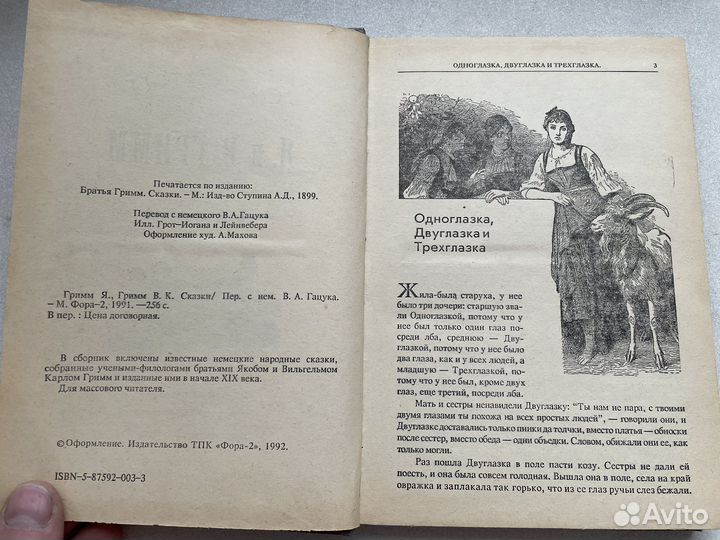 Печатается по изданию:
Братья Гримм. Сказки. – М.: Изд-во Ступина А.Д., 1899.
Перевод с немецкого В.А.Гацука
Илл. Грот-Иогана и Лейнвебера
Оформление худ. А.Махова
Гримм Я., Гримм В. К. Сказки/ Пер. с нем. В. А. Гацука.
– М. Фора-2, 1991. —256 с.
В пер. : Цена договорная.
В сборник включены известные немецкие народные сказки,
собранные учеными-филологами братьями Якобом и Вильгельмом
Карлом Гримм и изданные ими в начале XIX века.
Для массового читателя.
©Оформление. Издательство ТПК «Фора-2», 1992.
ISBN–5–87592–003–3
ОДНОГЛАЗКА, ДВУГЛАЗКА И ТРЕХГЛАЗКА.
3
Одноглазка,
Двуглазка и
Трехглазка
Жила-была старуха, у нее
было три дочери: старшую зва-
ли Одноглазкой, потому что у
нее был только один глаз по-
среди лба, среднюю — Дву-
глазкой, потому что у нее было
два глаза, как и у людей, а
младшую — Трехглазкой, по-
тому что у нее был, кроме двух
глаз, еще третий, посреди лба.
Мать и сестры ненавидели Двуглазку: "Ты нам не пара, с твоими
двумя глазами ты похожа на всех простых людей", — говорили они, и
Двуглазке доставались только пинки да толчки, вместо платья— обноски
после сестер, вместо обеда — одни объедки. Словом, обижали они ее, как
только могли.
Раз пошла Двуглазка в поле пасти козу. Сестры не дали ей
поесть, и она была совсем голодная. Вышла она в поле, села на край
овражка и заплакала так горько, что из ее глаз ручьи слез бежали.
Avito